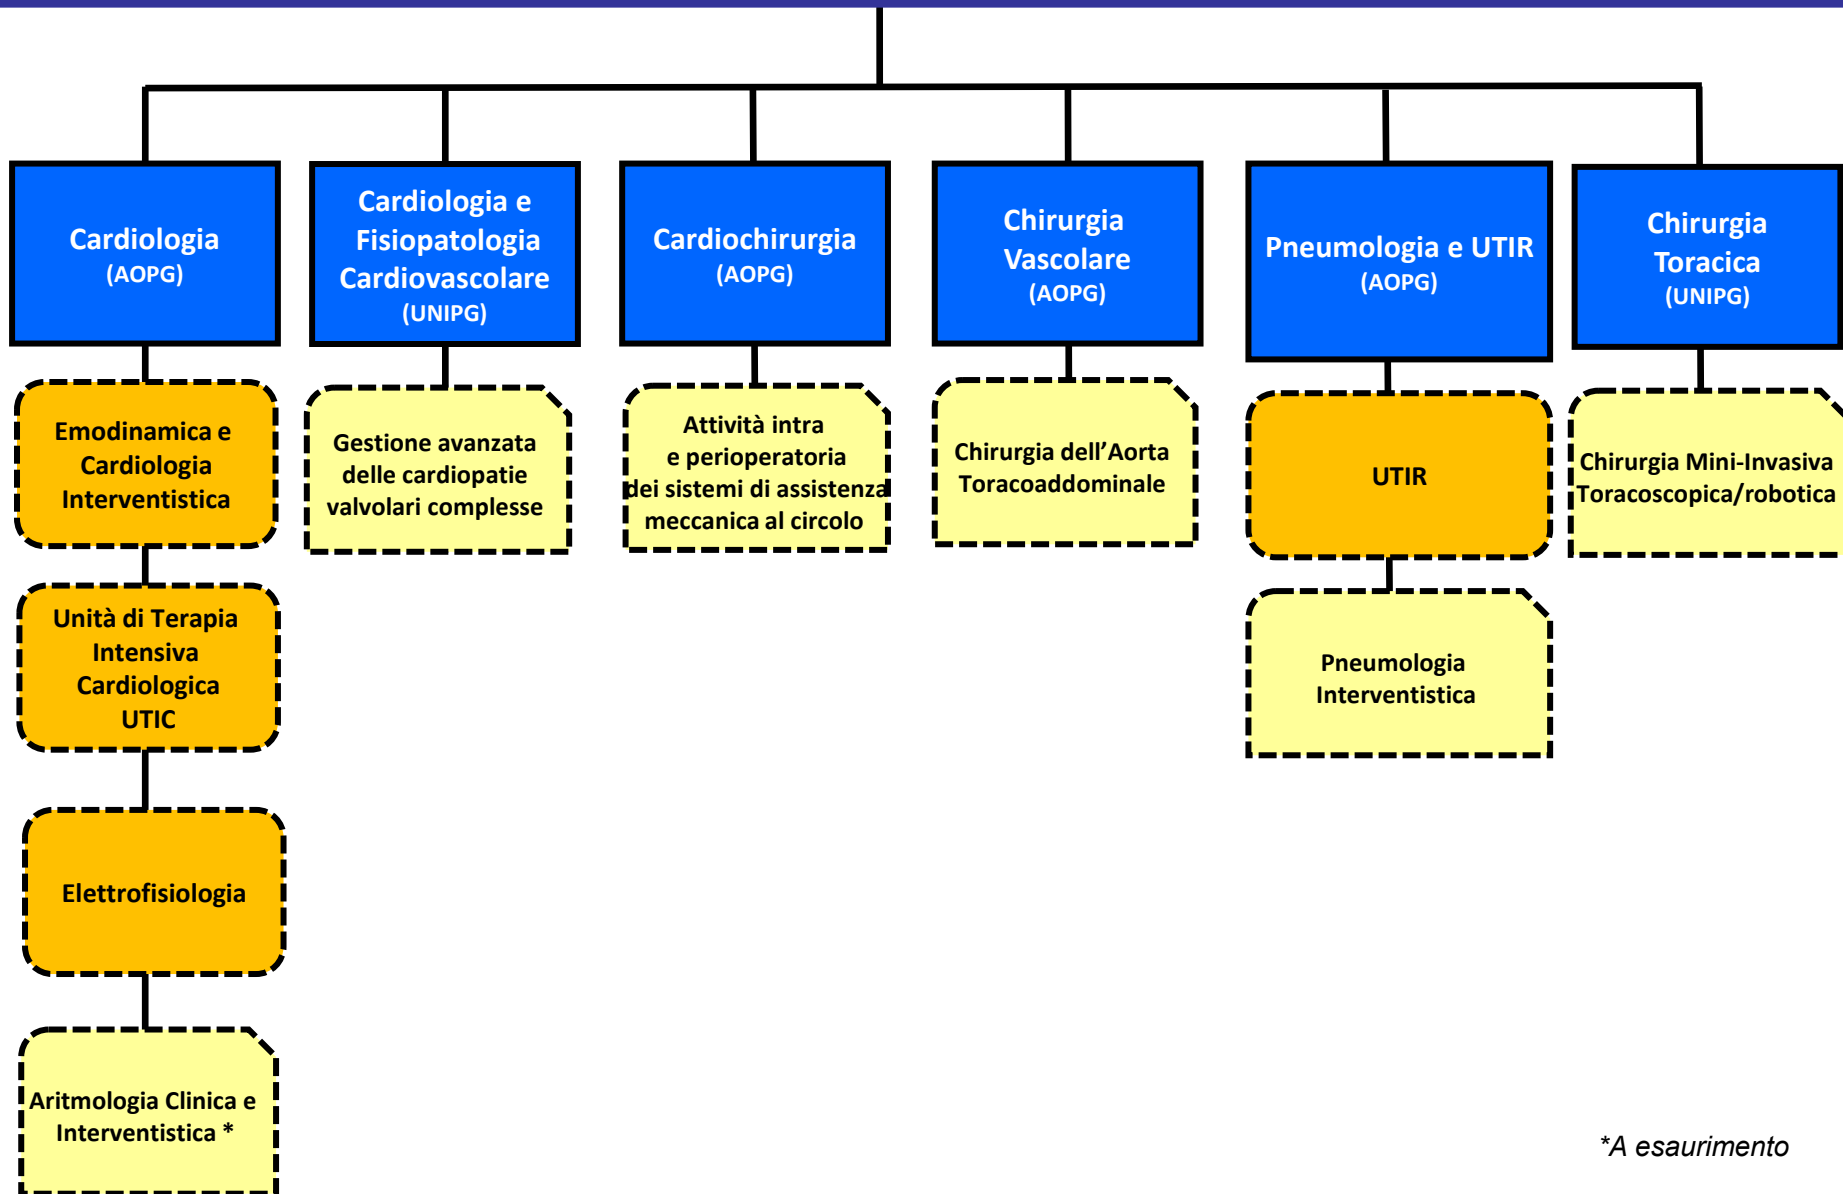 Cardiologia
(AOPG)
Cardiologia e
Fisiopatologia
Cardiovascolare
(UNIPG)
Cardiochirurgia
(AOPG)
Chirurgia
Vascolare
(AOPG)
Pneumologia e UTIR
(AOPG)
Chirurgia
Toracica
(UNIPG)
Emodinamica e
Cardiologia
Interventistica
Gestione avanzata
delle cardiopatie
valvolari complesse
Attività intra
e perioperatoria
dei sistemi di assistenza
meccanica al circolo
Chirurgia dell'Aorta
Toracoaddominale
UTIR
Chirurgia Mini-Invasiva
Toracoscopica/robotica
Unità di Terapia
Intensiva
Cardiologica
UTIC
Pneumologia
Interventistica
Elettrofisiologia
Aritmologia Clinica e
Interventistica *
*A esaurimento